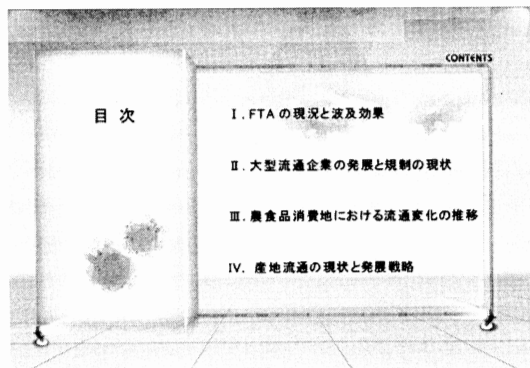 CONTENTS
目 次
Ⅰ. FTA の現況と波及効果
Ⅱ. 大型流通企業の発展と規制の現状
Ⅲ. 農食品消費地における流通変化の推移
Ⅳ. 産地流通の現状と発展戦略